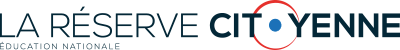 LA RÉSERVE CITOYENNE
ÉDUCATION NATIONALE